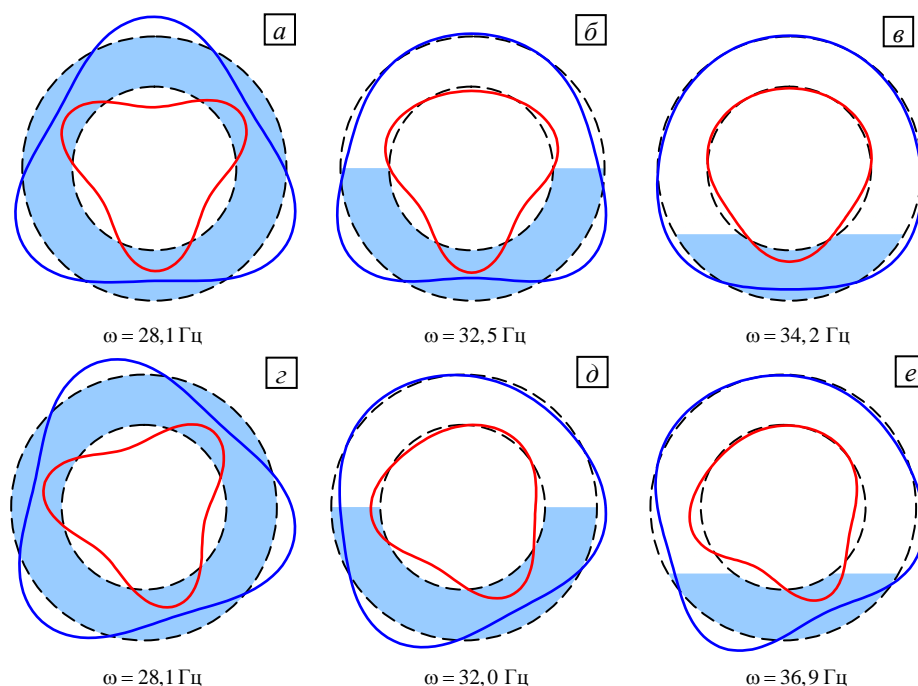 а б в
ω = 28,1 Гц ω = 32,5 Гц ω = 34,2 Гц
г д е
ω = 28,1 Гц ω = 32,0 Гц ω = 36,9 Гц